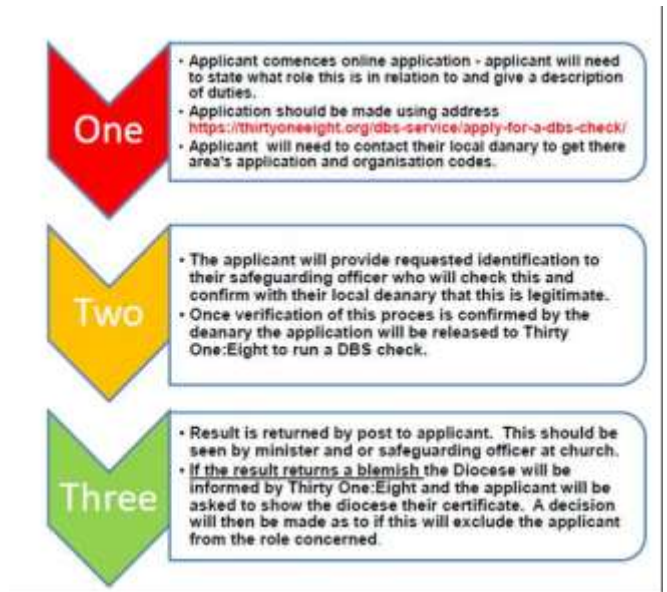 One
• Applicant comences online application - applicant will need
to state what role this is in relation to and give a description
of duties.
• Application should be made using address
https://thirtyoneeight.org/dbs-service/apply-for-a-dbs-check/
• Applicant will need to contact their local danary to get there
area's application and organisation codes.
Two
• The applicant will provide requested identification to
their safeguarding officer who will check this and
confirm with their local deanary that this is legitimate.
• Once verification of this proces is confirmed by the
deanary the application will be released to Thirty
One:Eight to run a DBS check.
Three
• Result is returned by post to applicant. This should be
seen by minister and or safeguarding officer at church.
• If the result returns a blemish the Diocese will be
informed by Thirty One:Eight and the applicant will be
asked to show the diocese their certificate. A decision
will then be made as to if this will exclude the applicant
from the role concerned.